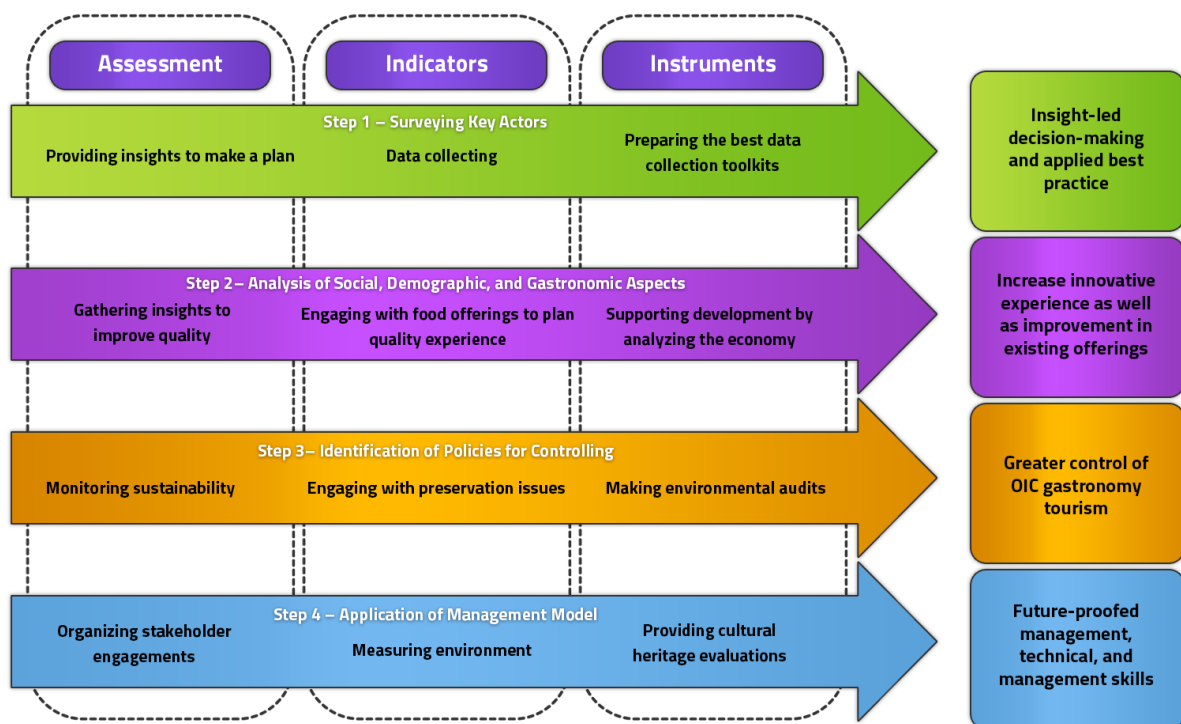 Assessment
Indicators
Instruments
Step 1 – Surveying Key Actors
Providing insights to make a plan
Data collecting
Preparing the best data
collection toolkits
Insight-led
decision-making
and applied best
practice
Step 2– Analysis of Social, Demographic, and Gastronomic Aspects
Gathering insights to
improve quality
Engaging with food offerings to plan
quality experience
Supporting development by
analyzing the economy
Increase innovative
experience as well
as improvement in
existing offerings
Step 3– Identification of Policies for Controlling
Monitoring sustainability
Engaging with preservation issues
Making environmental audits
Greater control of
OIC gastronomy
tourism
Step 4 – Application of Management Model
Organizing stakeholder
engagements
Measuring environment
Providing cultural
heritage evaluations
Future-proofed
management,
technical, and
management skills